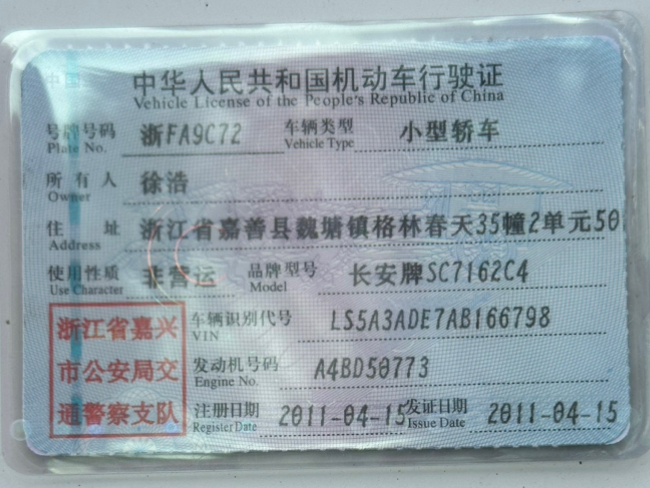 中华人民共和国机动车行驶证
Vehicle License of the People's Republic of China
号牌号码 浙FA9C72 车辆类型 小型轿车
Plate No. Vehicle Type
所有人 徐浩
Owner
住址 浙江省嘉善县魏塘镇格林春天35幢2单元50
Address
使用性质 非营运 品牌型号 长安牌SC7162C4
Use Character Model
浙江省嘉兴
市公安局交
通警察支队
车辆识别代号 LS5A3ADE7AB166798
VIN
发动机号码 A4BD50773
Engine No.
注册日期 2011-04-15 发证日期 2011-04-15
Register Date Issue Date